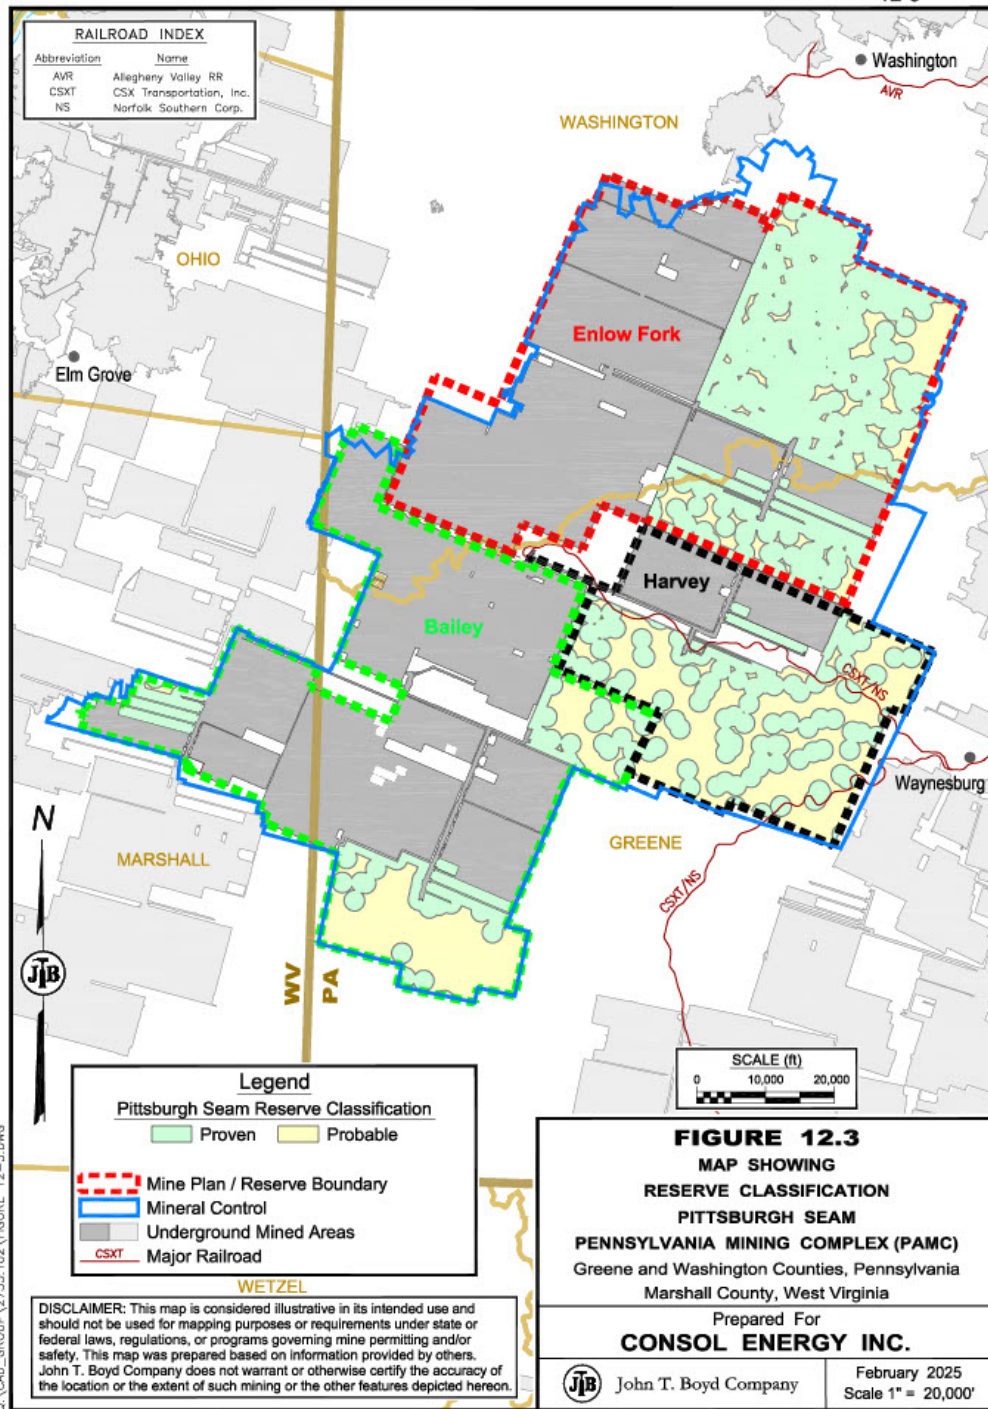 RAILROAD INDEX
Abbreviation Name
AVR Allegheny Valley RR
CSXT CSX Transportation, Inc.
NS Norfolk Southern Corp.
Washington
AVR
WASHINGTON
OHIO
Enlow Fork
Elm Grove
Harvey
Bailey
CSXT/NS
Waynesburg
GREENE
N
MARSHALL
CSXT/NS
JTB
WV
PA
SCALE (ft)
0 10,000 20,000
Legend
Pittsburgh Seam Reserve Classification
Proven Probable
Mine Plan / Reserve Boundary
Mineral Control
Underground Mined Areas
CSXT Major Railroad
WETZEL
DISCLAIMER: This map is considered illustrative in its intended use and
should not be used for mapping purposes or requirements under state or
federal laws, regulations, or programs governing mine permitting and/or
safety. This map was prepared based on information provided by others.
John T. Boyd Company does not warrant or otherwise certify the accuracy of
the location or the extent of such mining or the other features depicted hereon.
FIGURE 12.3
MAP SHOWING
RESERVE CLASSIFICATION
PITTSBURGH SEAM
PENNSYLVANIA MINING COMPLEX (PAMC)
Greene and Washington Counties, Pennsylvania
Marshall County, West Virginia
Prepared For
CONSOL ENERGY INC.
JTB John T. Boyd Company
February 2025
Scale 1" = 20,000'